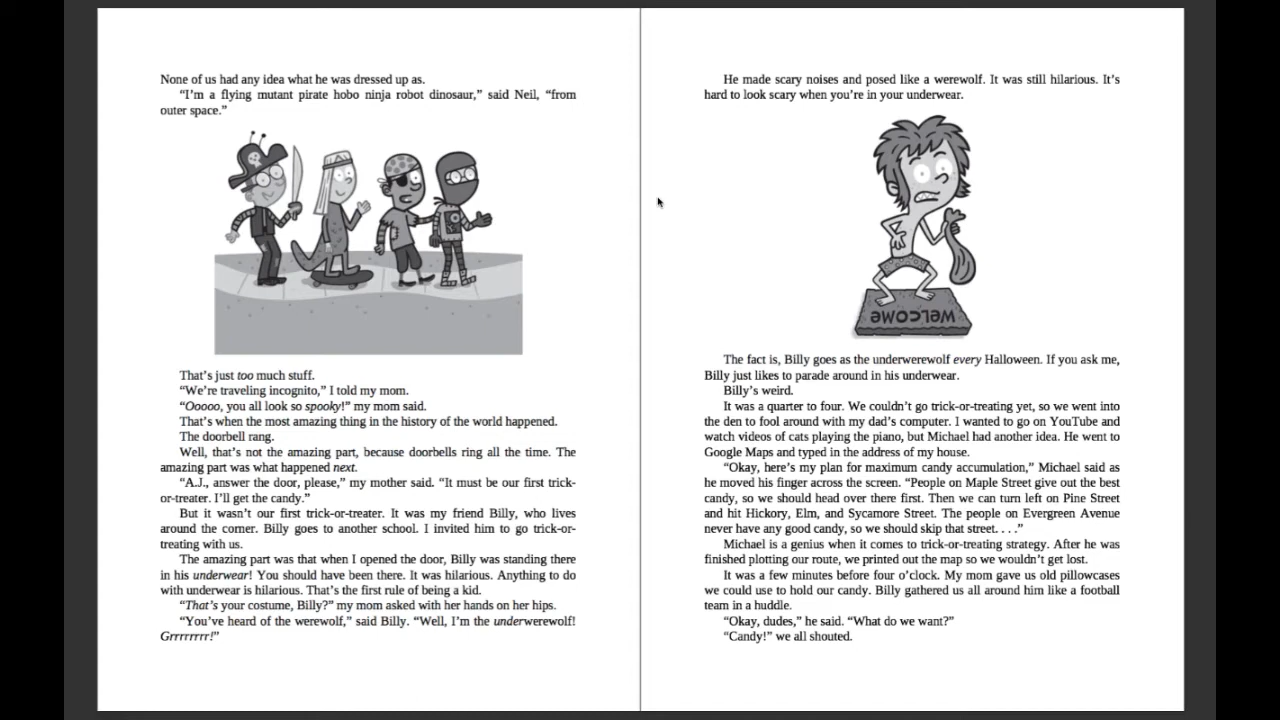 None of us had any idea what he was dressed up as.
“I’m a flying mutant pirate hobo ninja robot dinosaur,” said Neil, “from
outer space.”
That’s just too much stuff.
“We’re traveling incognito,” I told my mom.
“Ooooo, you all look so spooky!” my mom said.
That’s when the most amazing thing in the history of the world happened.
The doorbell rang.
Well, that’s not the amazing part, because doorbells ring all the time. The
amazing part was what happened next.
“A.J., answer the door, please,” my mother said. “It must be our first trick-
or-treater. I’ll get the candy.”
But it wasn’t our first trick-or-treater. It was my friend Billy, who lives
around the corner. Billy goes to another school. I invited him to go trick-or-
treating with us.
The amazing part was that when I opened the door, Billy was standing there
in his underwear! You should have been there. It was hilarious. Anything to do
with underwear is hilarious. That’s the first rule of being a kid.
“That’s your costume, Billy?” my mom asked with her hands on her hips.
“You’ve heard of the werewolf,” said Billy. “Well, I’m the underwerewolf!
Grrrrrrrr!”
He made scary noises and posed like a werewolf. It was still hilarious. It’s
hard to look scary when you’re in your underwear.
WELCOME
The fact is, Billy goes as the underwerewolf every Halloween. If you ask me,
Billy just likes to parade around in his underwear.
Billy’s weird.
It was a quarter to four. We couldn’t go trick-or-treating yet, so we went into
the den to fool around with my dad’s computer. I wanted to go on YouTube and
watch videos of cats playing the piano, but Michael had another idea. He went to
Google Maps and typed in the address of my house.
“Okay, here’s my plan for maximum candy accumulation,” Michael said as
he moved his finger across the screen. “People on Maple Street give out the best
candy, so we should head over there first. Then we can turn left on Pine Street
and hit Hickory, Elm, and Sycamore Street. The people on Evergreen Avenue
never have any good candy, so we should skip that street. . . .”
Michael is a genius when it comes to trick-or-treating strategy. After he was
finished plotting our route, we printed out the map so we wouldn’t get lost.
It was a few minutes before four o’clock. My mom gave us old pillowcases
we could use to hold our candy. Billy gathered us all around him like a football
team in a huddle.
“Okay, dudes,” he said. “What do we want?”
“Candy!” we all shouted.